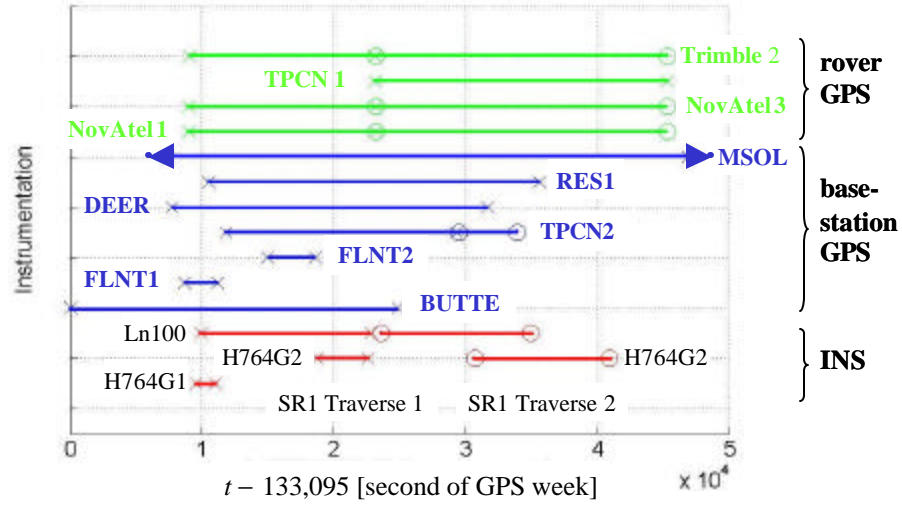 Trimble 2
TPCN 1
NovAtel 3
NovAtel 1
rover
GPS
MSOL
RES1
DEER
TPCN2
FLNT2
FLNT1
BUTTE
base-
station
GPS
Ln100
H764G2
H764G2
H764G1
INS
SR1 Traverse 1
SR1 Traverse 2
Instrumentation
0
1
2
3
4
5
x 10⁴
t – 133,095 [second of GPS week]